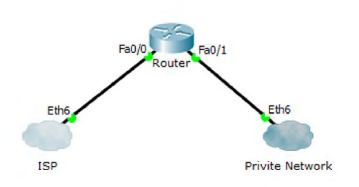 Fa0/0
Fa0/1
Router
Eth6
Eth6
ISP
Privite Network